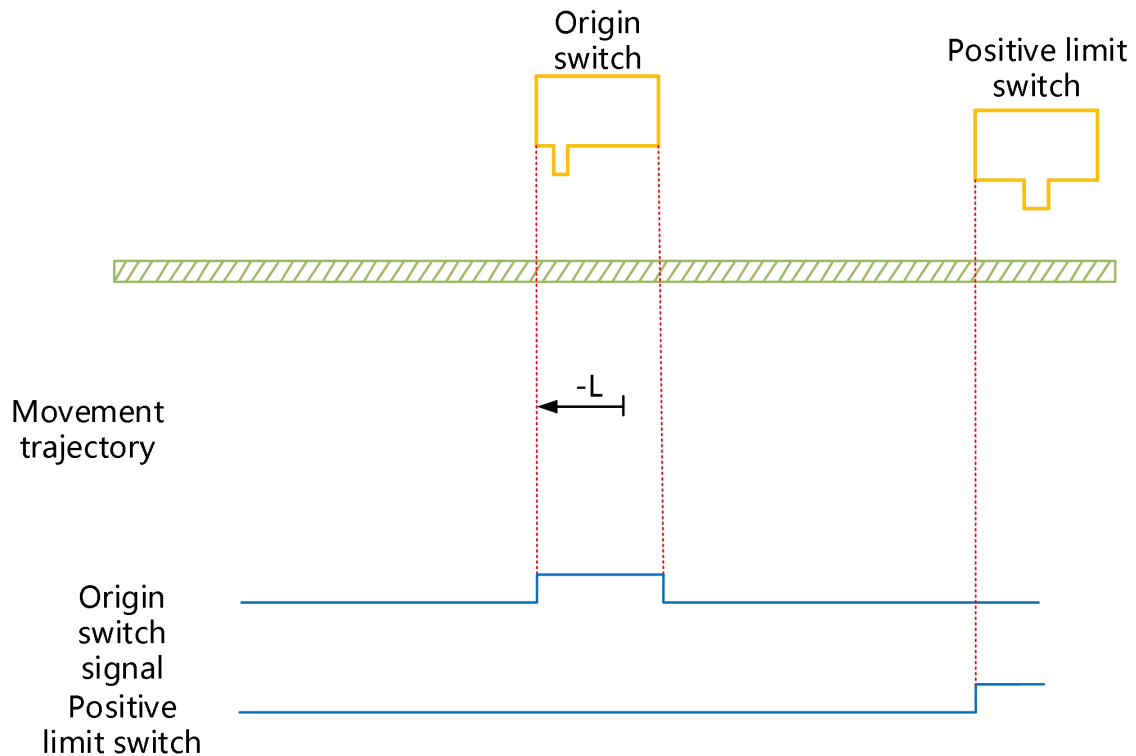 Origin
switch
Positive limit
switch
-L
Movement
trajectory
Origin
switch
signal
Positive
limit switch